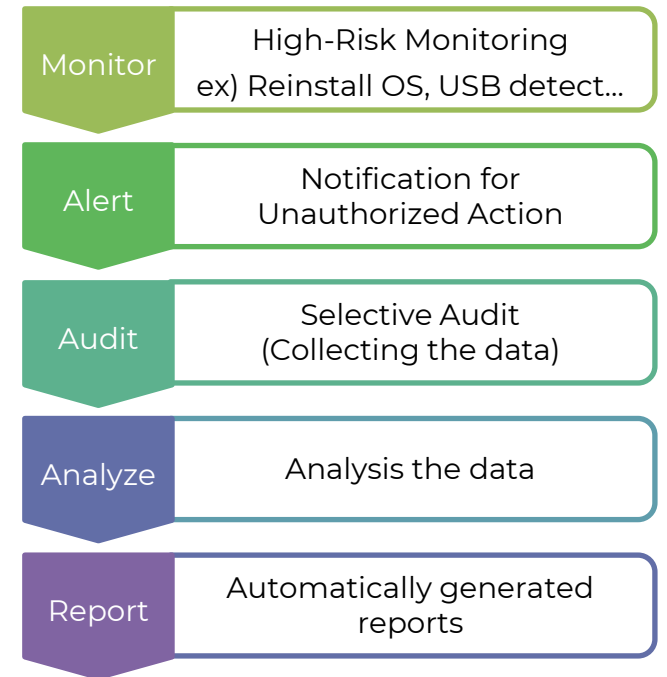 Monitor
High-Risk Monitoring
ex) Reinstall OS, USB detect...
Alert
Notification for
Unauthorized Action
Audit
Selective Audit
(Collecting the data)
Analyze
Analysis the data
Report
Automatically generated
reports